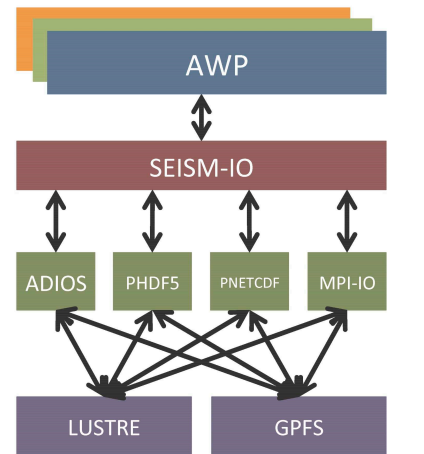 AWP
SEISM-IO
ADIOS
PHDF5
PNETCDF
MPI-IO
LUSTRE
GPFS